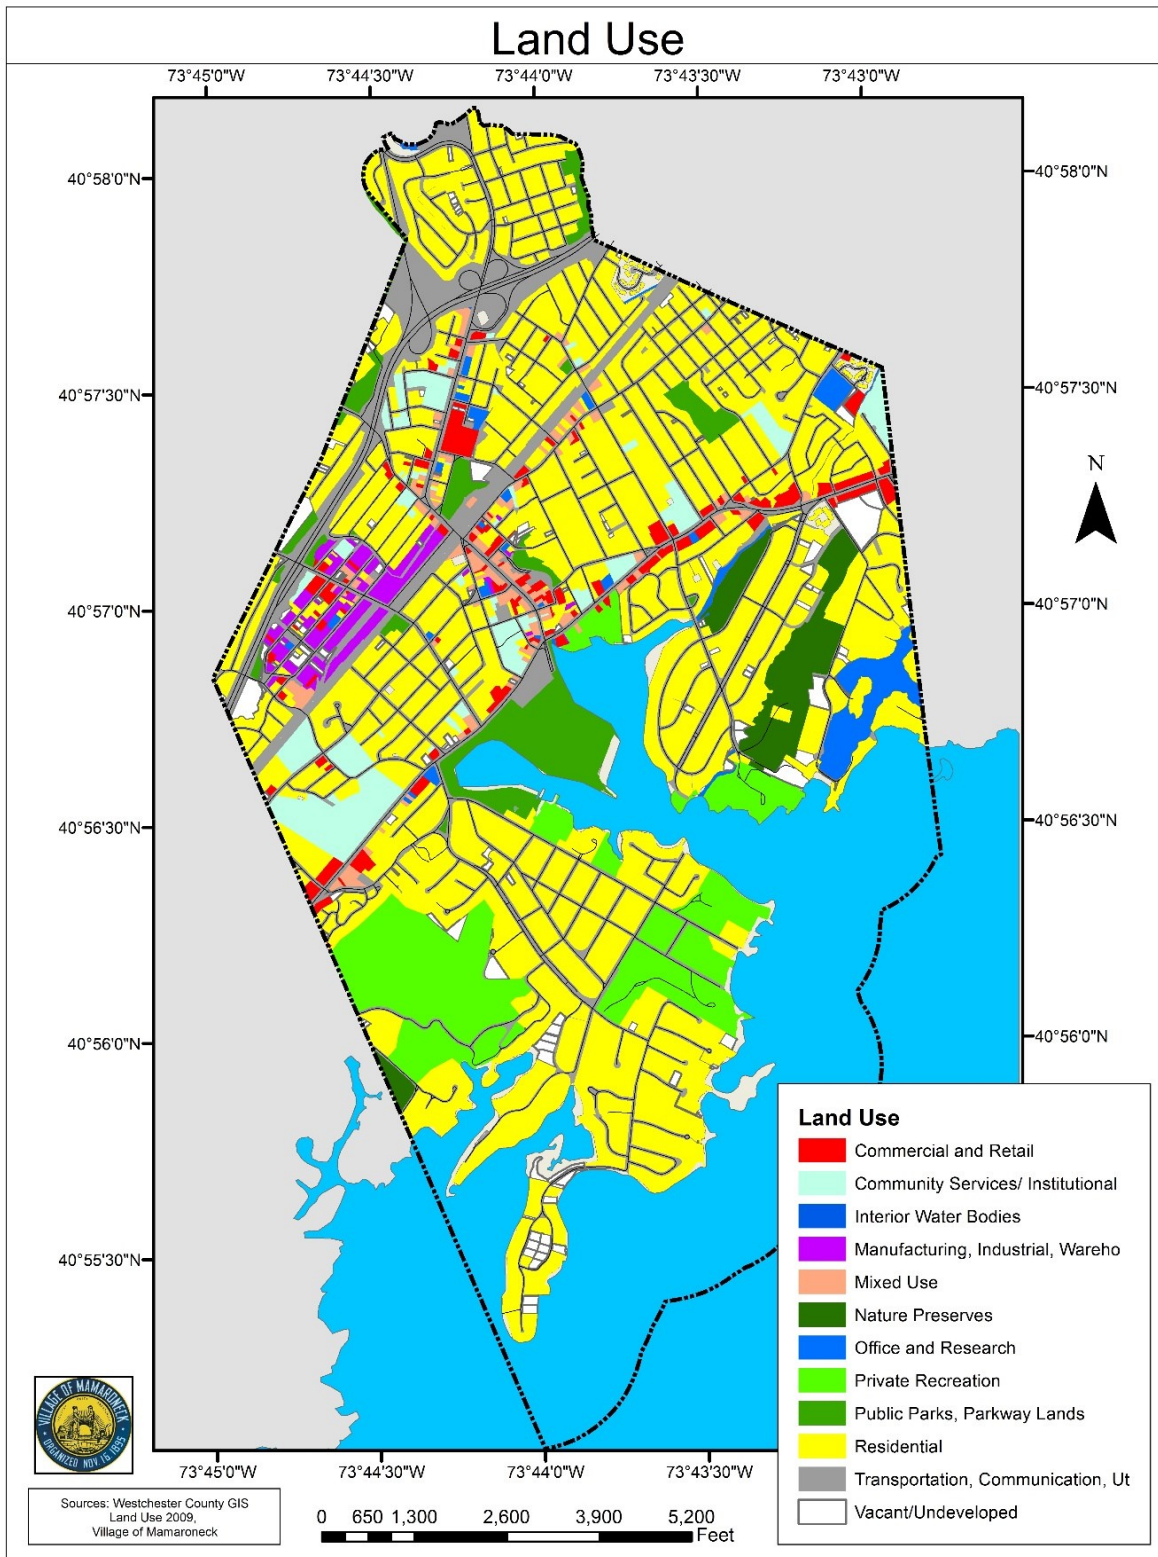 Land Use
73°45'0"W
73°44'30"W
73°44'0"W
73°43'30"W
73°43'0"W
40°58'0"N
40°58'0"N
40°57'30"N
40°57'30"N
N
40°57'0"N
40°57'0"N
40°56'30"N
40°56'30"N
40°56'0"N
40°56'0"N
40°55'30"N
Land Use
Commercial and Retail
Community Services/ Institutional
Interior Water Bodies
Manufacturing, Industrial, Wareho
Mixed Use
Nature Preserves
Office and Research
Private Recreation
Public Parks, Parkway Lands
Residential
Transportation, Communication, Ut
Vacant/Undeveloped
VILLAGE OF MAMARONECK
ORGANIZED NOV. 16 1895
73°45'0"W
73°44'30"W
73°44'0"W
73°43'30"W
Sources: Westchester County GIS
Land Use 2009,
Village of Mamaroneck
0 650 1,300 2,600 3,900 5,200
Feet